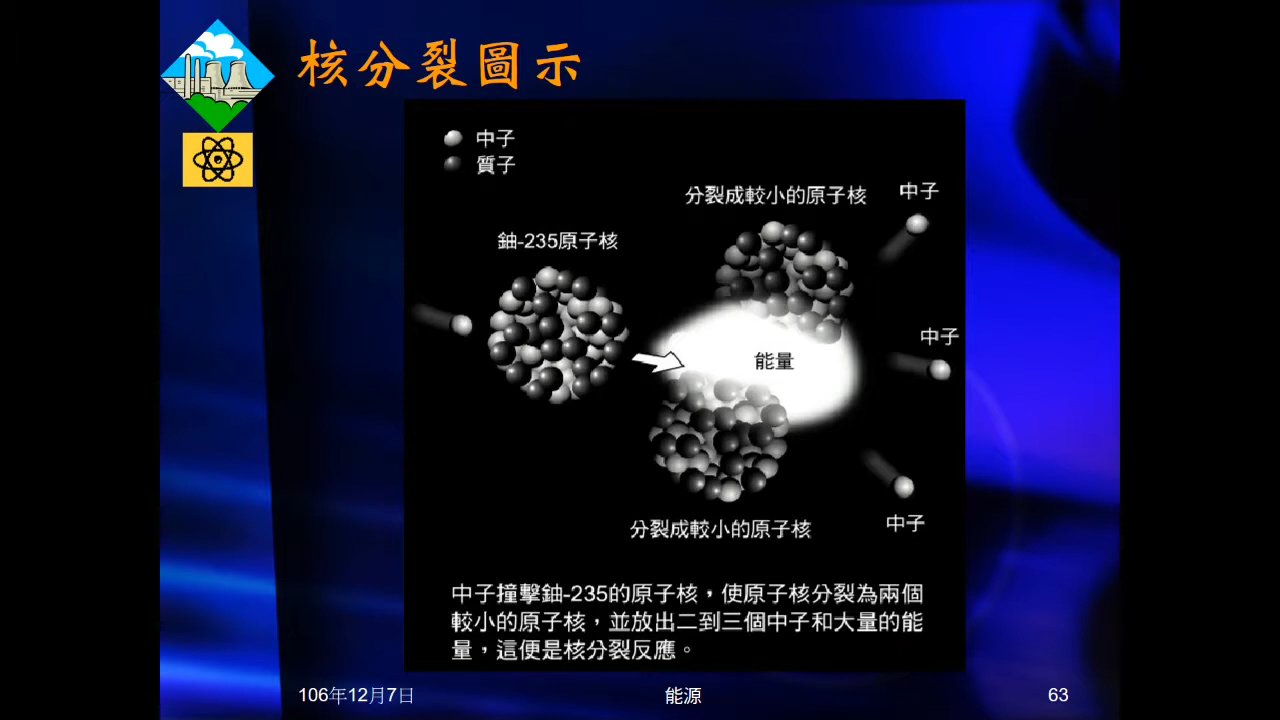 核分裂圖示
中子
質子
分裂成較小的原子核
中子
鈾-235原子核
中子
能量
分裂成較小的原子核
中子
中子撞擊鈾-235的原子核，使原子核分裂為兩個
較小的原子核，並放出二到三個中子和大量的能
量，這便是核分裂反應。
106年12月7日
能源
63